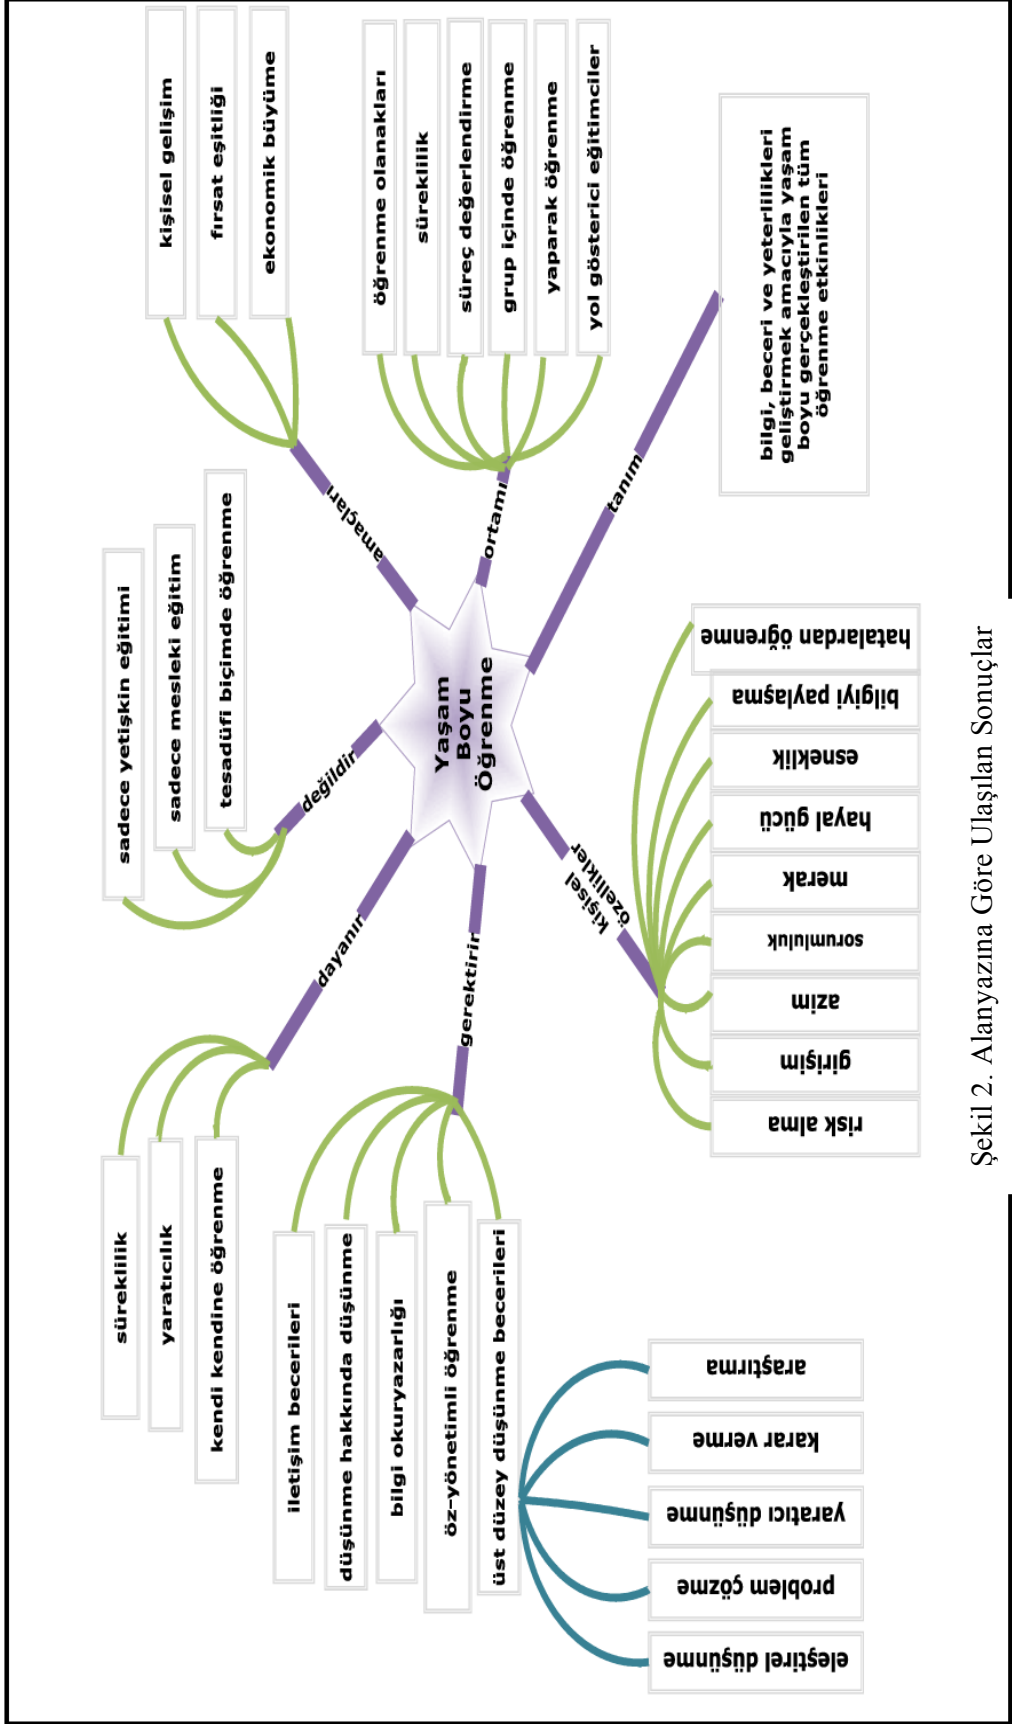 Yaşam
Boyu
Öğrenme
amaçları
kişisel gelişim
fırsat eşitliği
ekonomik büyüme
ortamı
öğrenme olanakları
süreklilik
süreç değerlendirme
grup içinde öğrenme
yaparak öğrenme
yol gösterici eğitimciler
tanım
bilgi, beceri ve yeterlilikleri
geliştirmek amacıyla yaşam
boyu gerçekleştirilen tüm
öğrenme etkinlikleri
kişisel
özellikler
hatalardan öğrenme
bilgiyi paylaşma
esneklik
hayal gücü
merak
sorumluluk
azim
girişim
risk alma
gerektirir
iletişim becerileri
düşünme hakkında düşünme
bilgi okuryazarlığı
öz-yönetimli öğrenme
üst düzey düşünme becerileri
araştırma
karar verme
yaratıcı düşünme
problem çözme
eleştirel düşünme
dayanır
süreklilik
yaratıcılık
kendi kendine öğrenme
değildir
sadece yetişkin eğitimi
sadece mesleki eğitim
tesadüfi biçimde öğrenme
Şekil 2. Alanyazına Göre Ulaşılan Sonuçlar